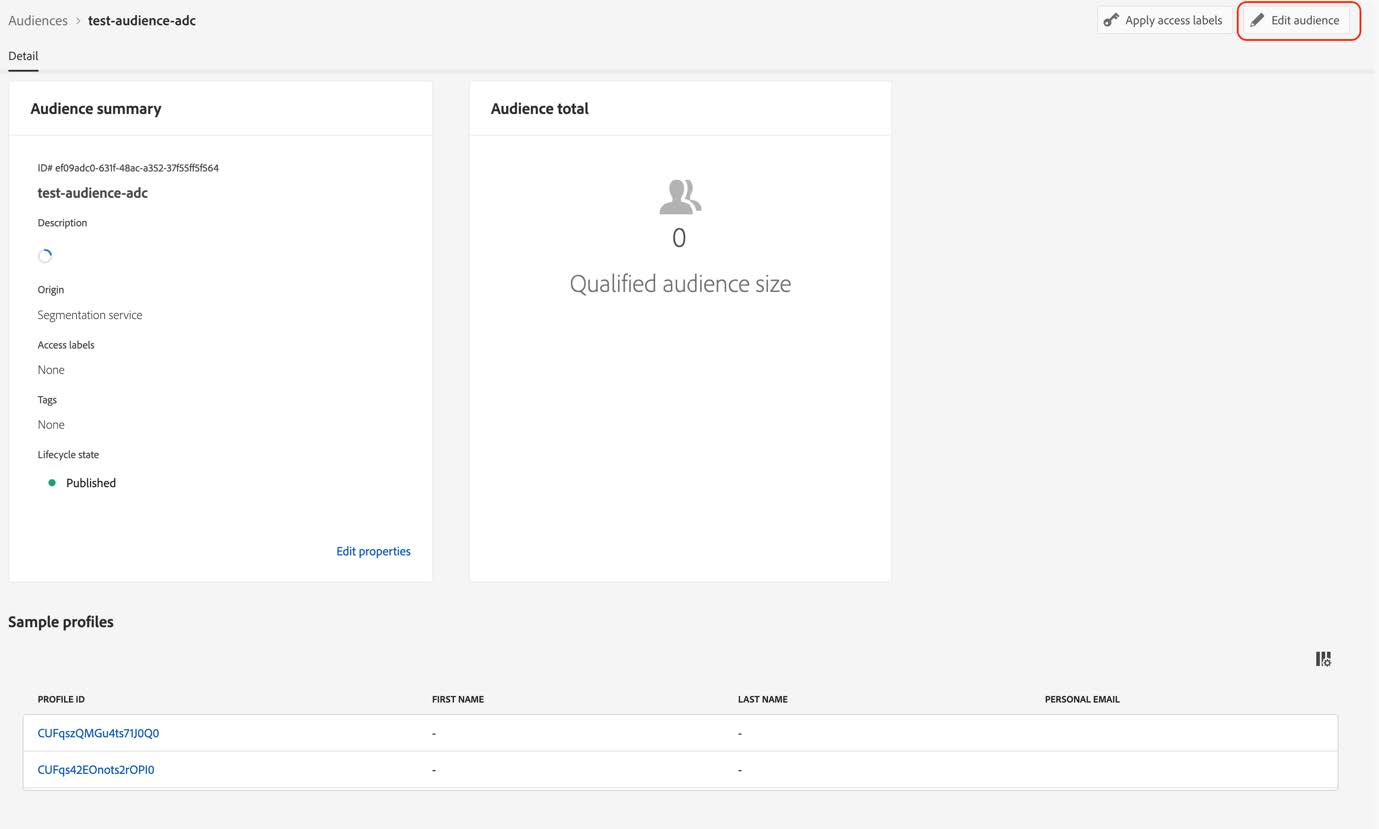 Audiences > test-audience-adc
Apply access labels
Edit audience
Detail
Audience summary
ID# ef09adc0-631f-48ac-a352-37f55ff5f564
test-audience-adc
Description
Origin
Segmentation service
Access labels
None
Tags
None
Lifecycle state
Published
Edit properties
Audience total
0
Qualified audience size
Sample profiles
PROFILE ID FIRST NAME LAST NAME PERSONAL EMAIL
CUFqszQMGu4ts71J0Q0 - -
CUFqs42EOnots2rOPI0 - -